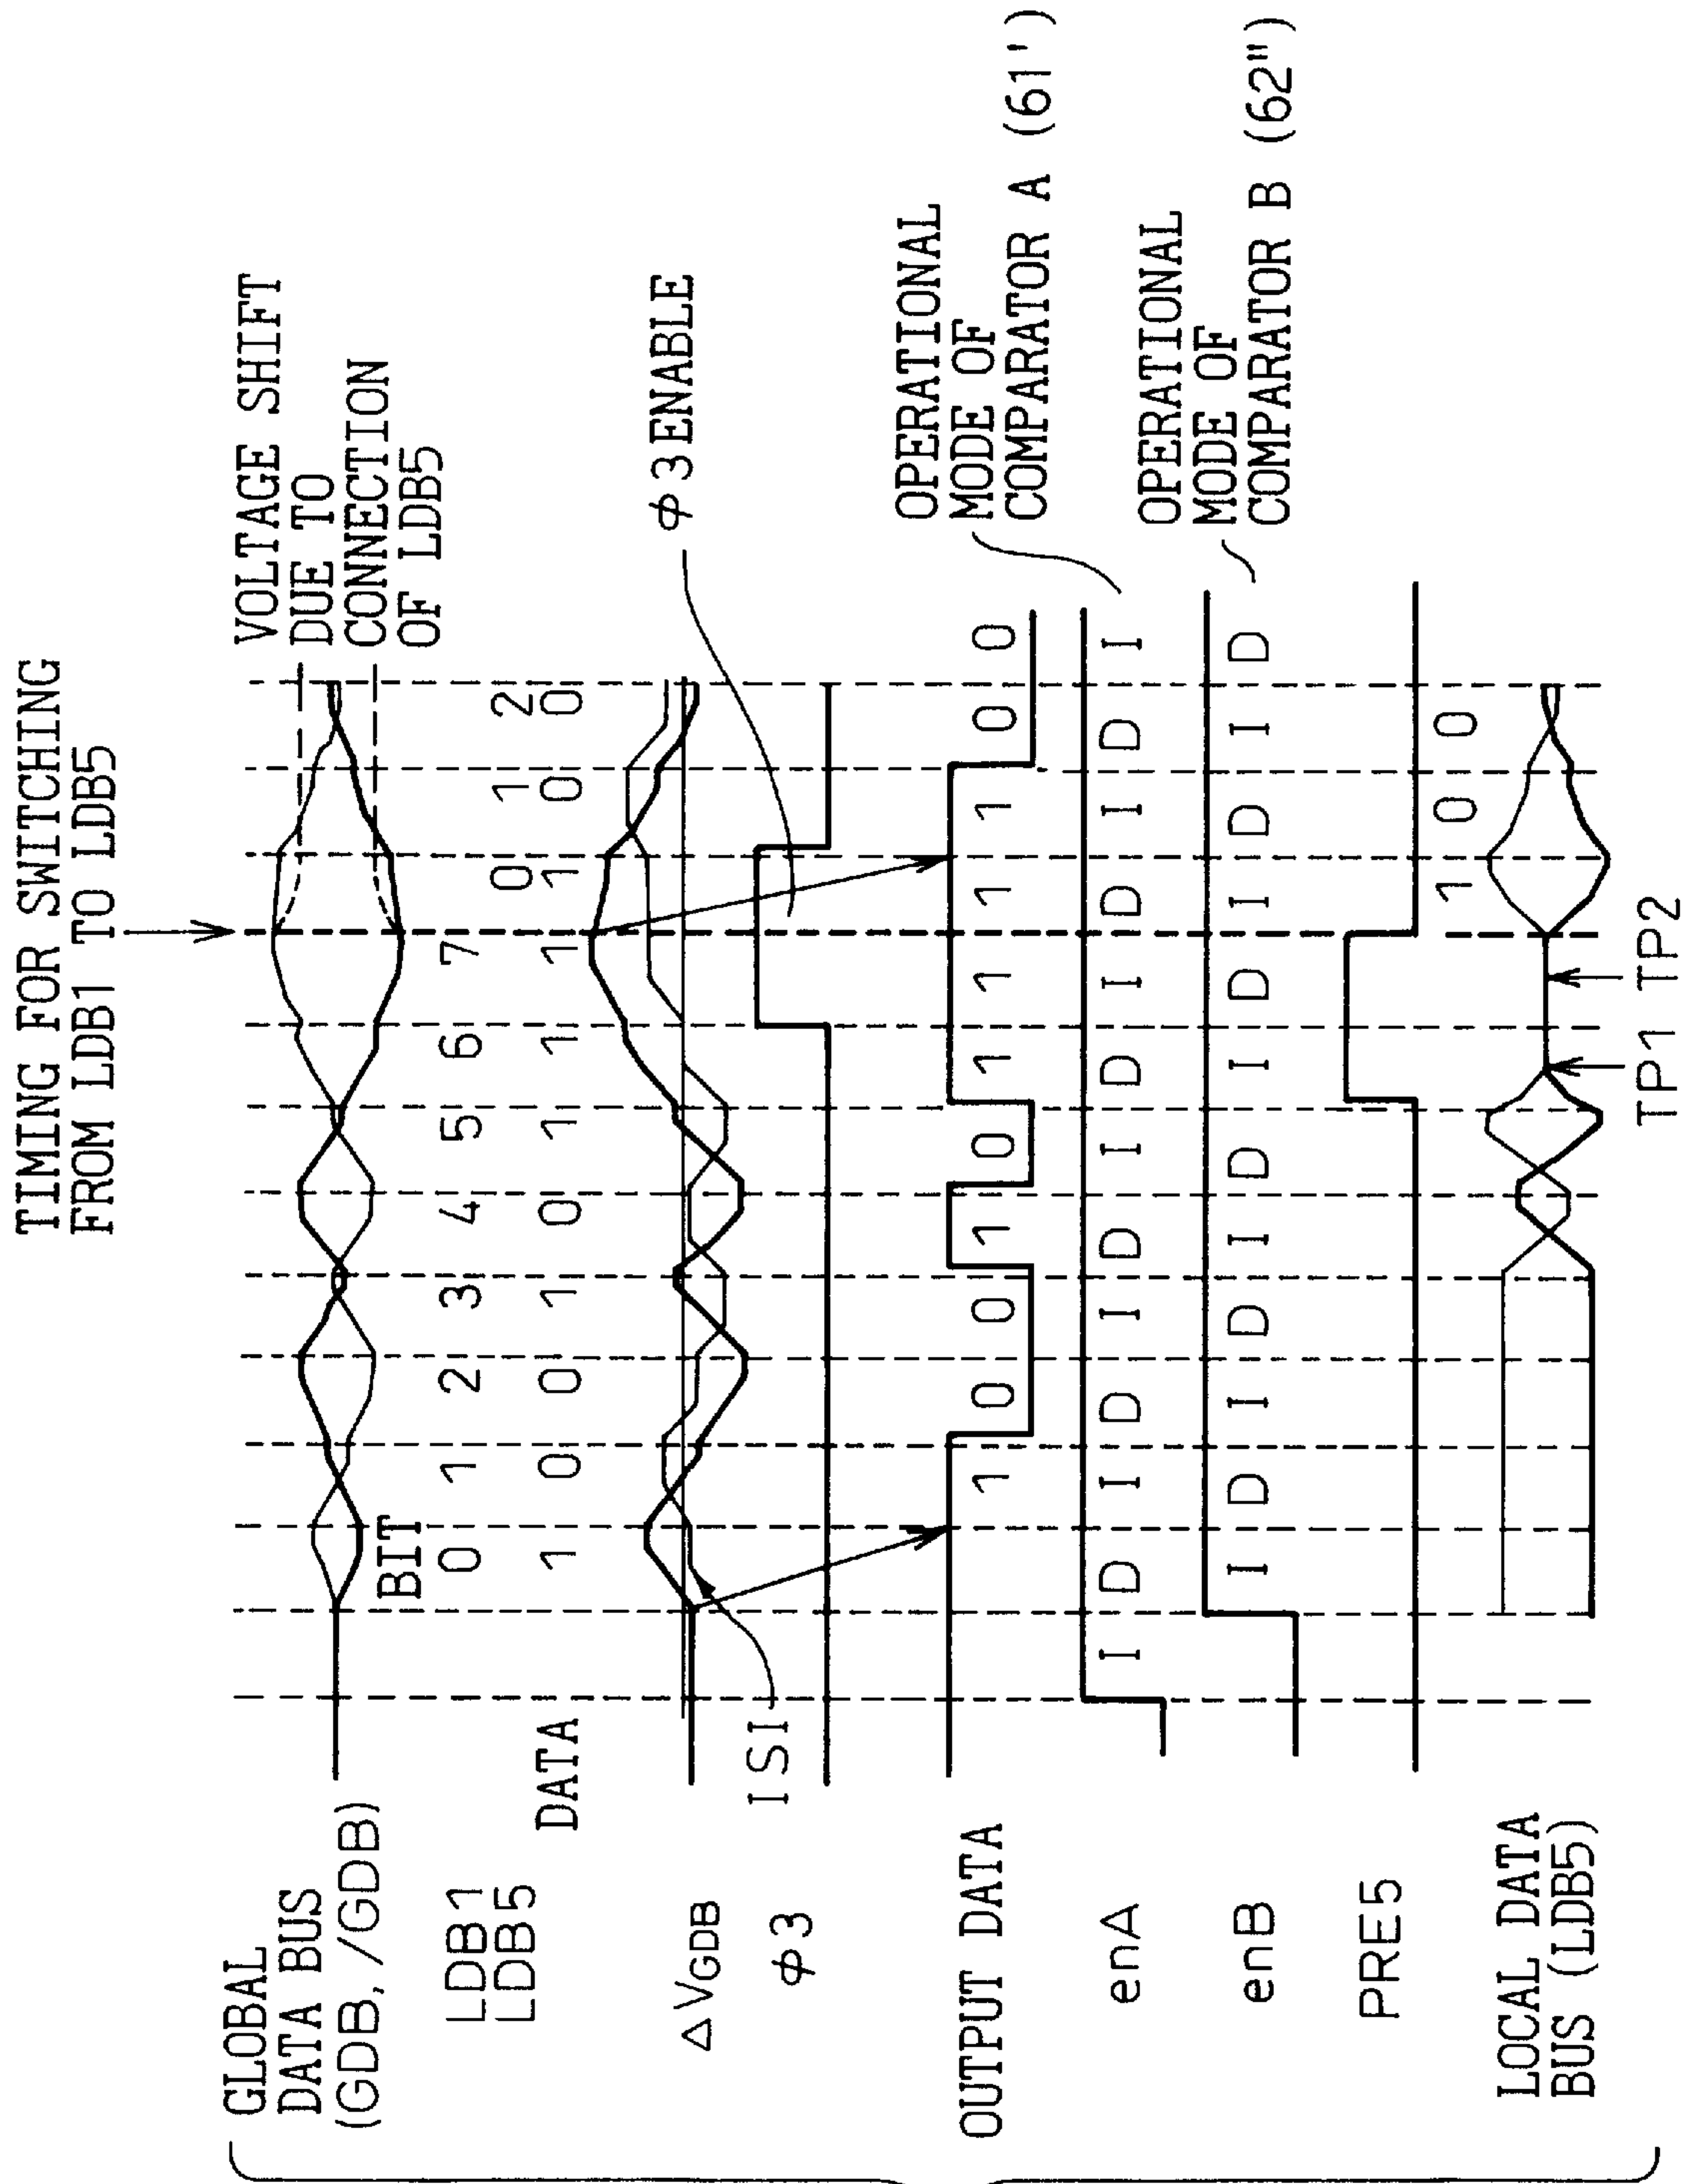 TIMING FOR SWITCHING
FROM LDB1 TO LDB5
VOLTAGE SHIFT
DUE TO
CONNECTION
OF LDB5
GLOBAL
DATA BUS
(GDB, /GDB)
BIT
LDB1 0 1 2 3 4 5 6 7
LDB5 0 1 2
DATA 1 0 0 1 0 1 1 1 1 0 0
ΔVGDB
ISI
φ3
φ3 ENABLE
OUTPUT DATA 1 0 0 1 0 1 1 1 1 0 0
OPERATIONAL
MODE OF
COMPARATOR A (61')
enA I D I D I D I D I D I D I
OPERATIONAL
MODE OF
COMPARATOR B (62")
enB I D I D I D I D I D I D
PRE5
1 0 0
LOCAL DATA
BUS (LDB5)
TP1 TP2